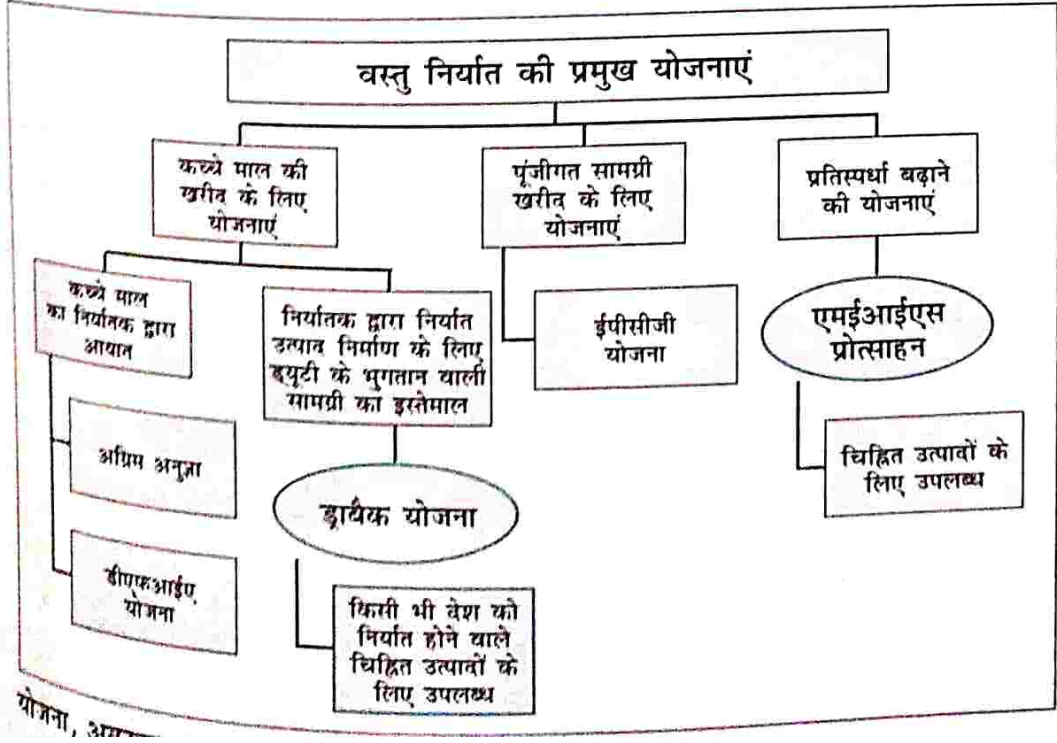 वस्तु निर्यात की प्रमुख योजनाएं
कच्चे माल की
खरीद के लिए
योजनाएं
पूंजीगत सामग्री
खरीद के लिए
योजनाएं
प्रतिस्पर्धा बढ़ाने
की योजनाएं
कच्चे माल
का निर्यातक द्वारा
आयात
निर्यातक द्वारा निर्यात
उत्पाद निर्माण के लिए
ड्यूटी के भुगतान वाली
सामग्री का इस्तेमाल
ईपीसीजी
योजना
एमईआईएस
प्रोत्साहन
अग्रिम अनुज्ञा
ड्राबैक योजना
चिह्नित उत्पादों के
लिए उपलब्ध
डीएफआईए
योजना
किसी भी देश को
निर्यात होने वाले
चिह्नित उत्पादों के
लिए उपलब्ध
योजना,